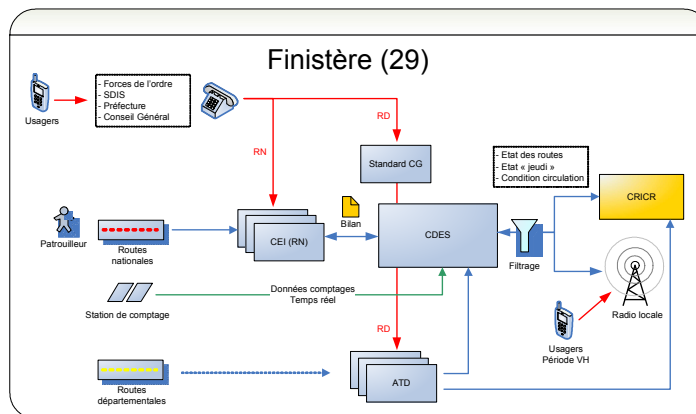 Finistère (29)
- Forces de l'ordre
- SDIS
- Préfecture
- Conseil Général
Usagers
RN
RD
Standard CG
- Etat des routes
- Etat « jeudi »
- Condition circulation
CRICR
Patrouilleur
Routes
nationales
CEI (RN)
Bilan
CDES
Filtrage
Radio locale
Données comptages
Temps réel
Station de comptage
RD
Usagers
Période VH
Routes
départementales
ATD